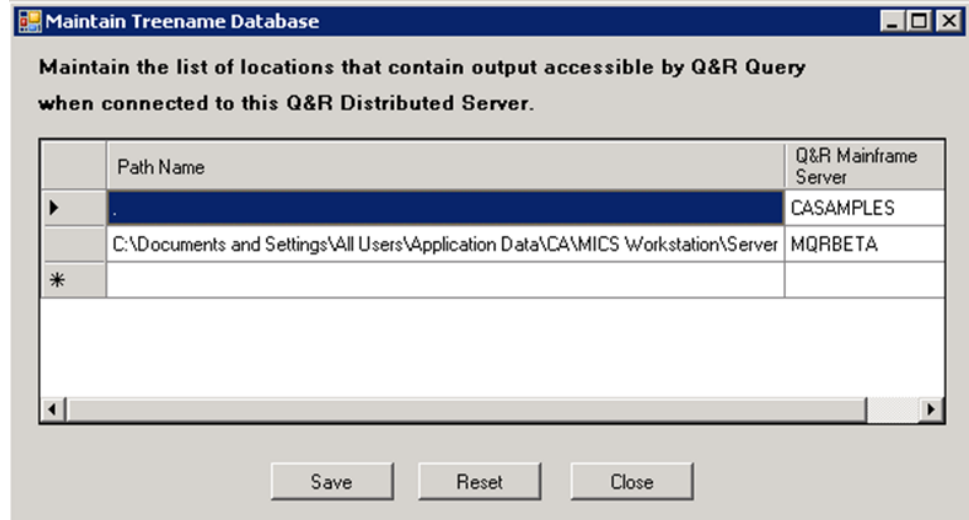 Maintain Treename Database
Maintain the list of locations that contain output accessible by Q&R Query
when connected to this Q&R Distributed Server.
Path Name
Q&R Mainframe
Server
.
CASAMPLES
C:\Documents and Settings\All Users\Application Data\CA\MICS Workstation\Server
MQRBETA
Save
Reset
Close